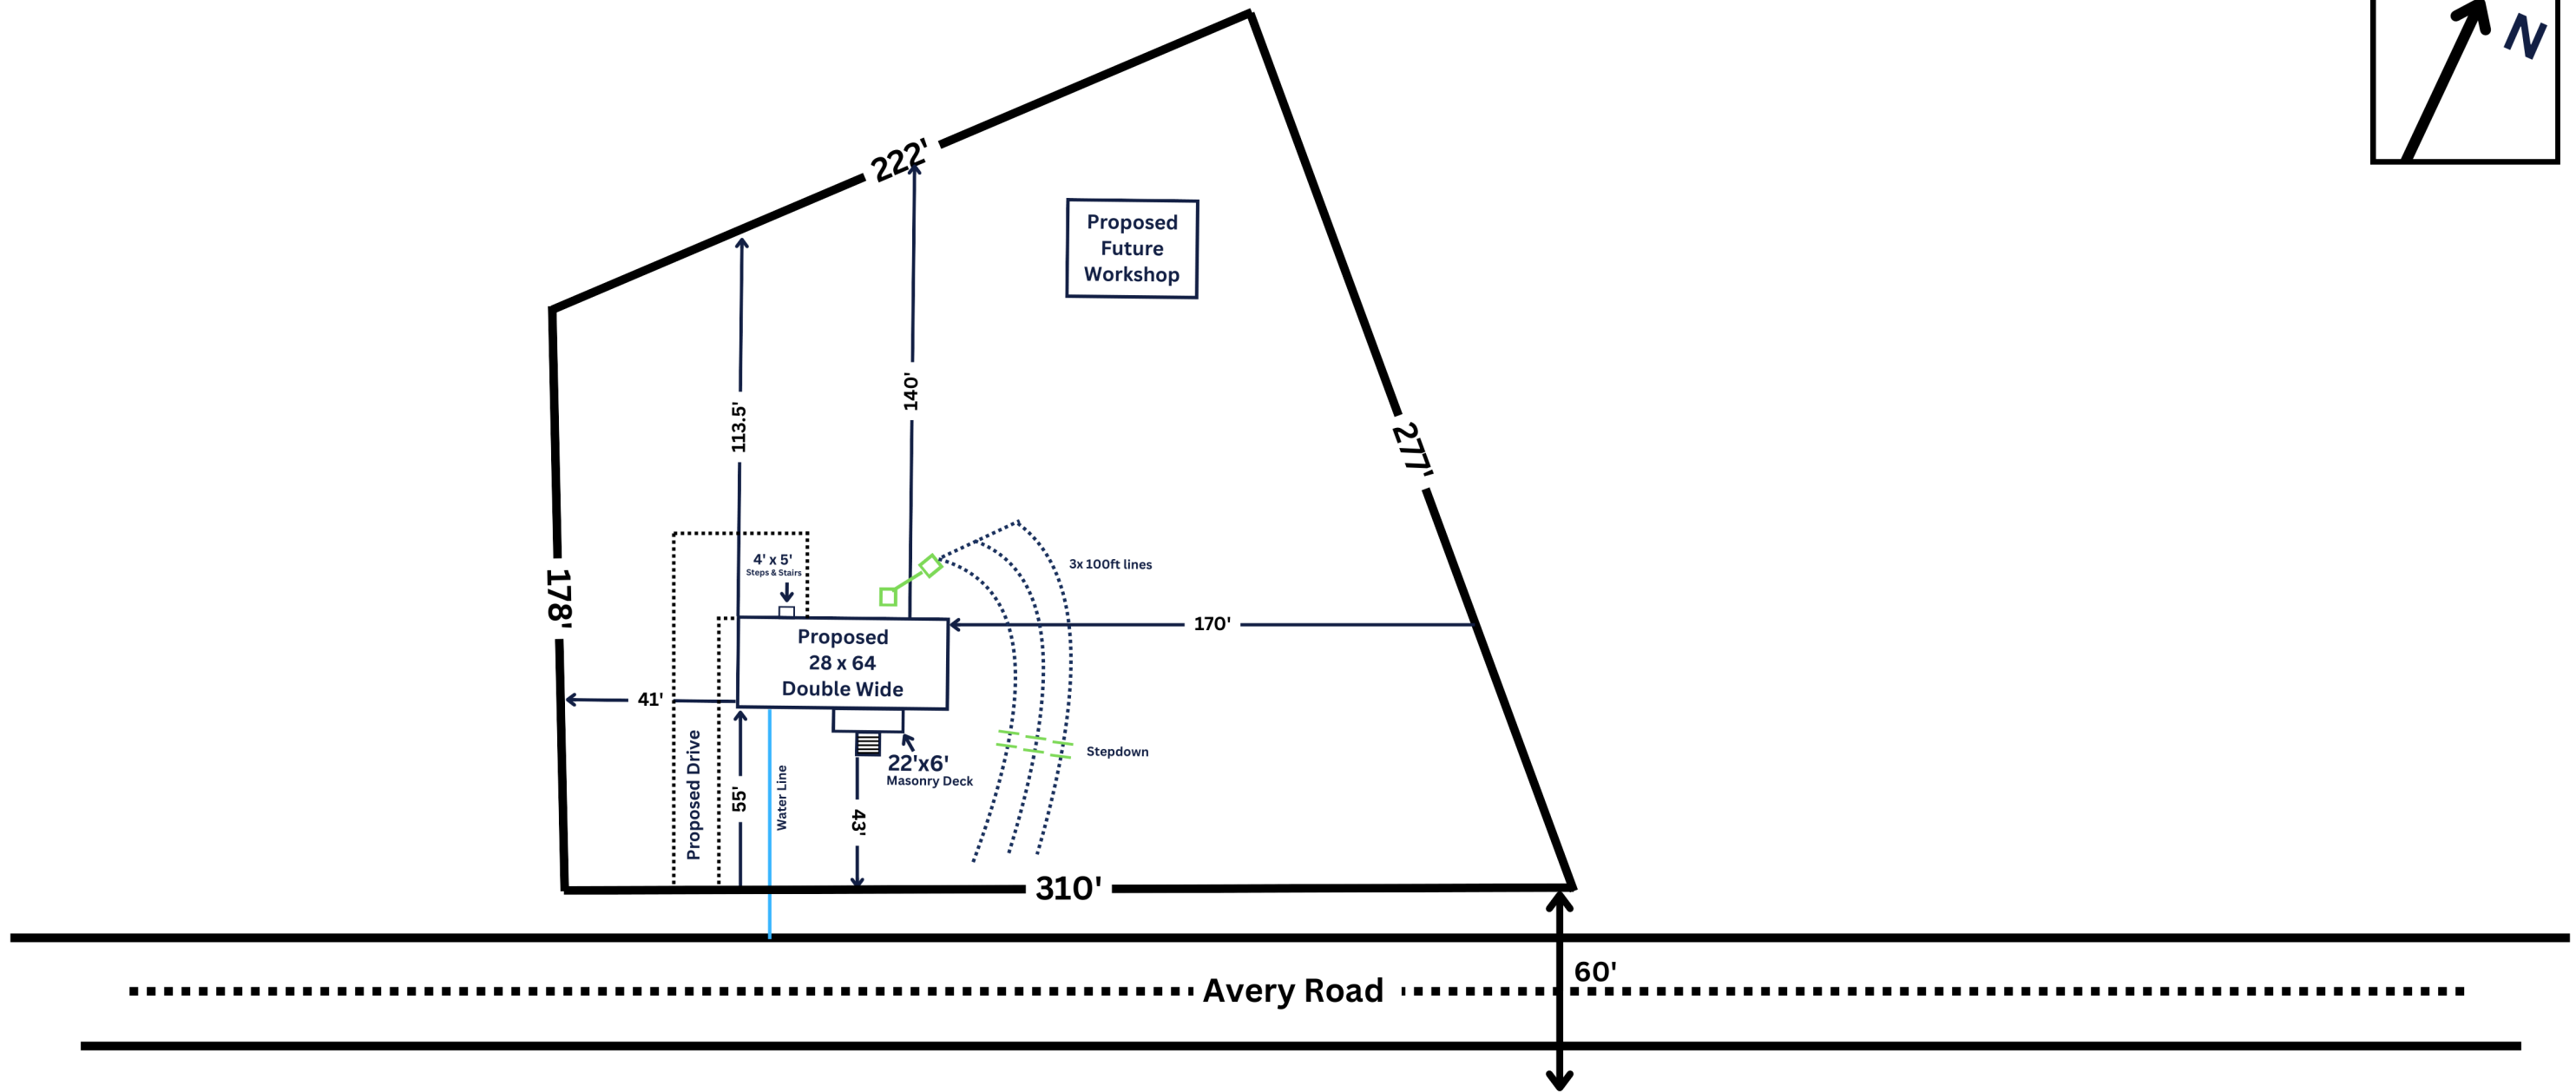 N
222'
Proposed
Future
Workshop
113.5'
140'
277'
178'
4' x 5'
Steps & Stairs
3x 100ft lines
Proposed
28 x 64
Double Wide
170'
41'
Proposed Drive
55'
Water Line
43'
22'x6'
Masonry Deck
Stepdown
310'
60'
Avery Road